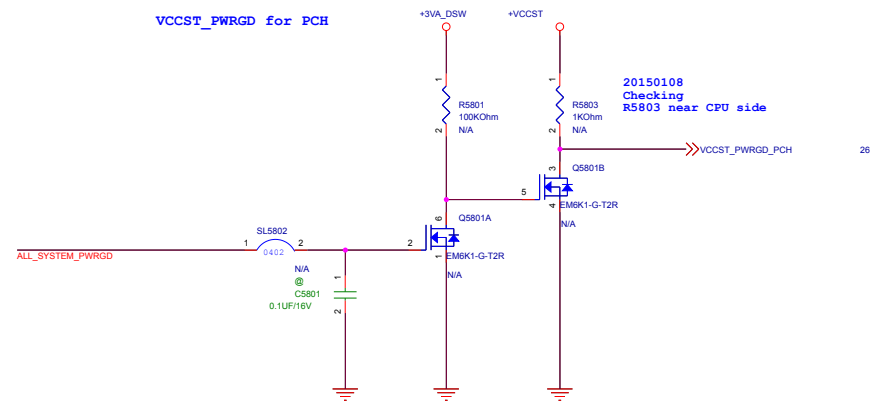 VCCST_PWRGD for PCH
+3VA_DSW
+VCCST
1
R5801
100KOhm
2
N/A
1
R5803
1KOhm
2
N/A
20150108
Checking
R5803 near CPU side
VCCST_PWRGD_PCH
26
3
Q5801B
5
4
EM6K1-G-T2R
N/A
6
Q5801A
2
1
EM6K1-G-T2R
N/A
SL5802
1
2
0402
ALL_SYSTEM_PWRGD
N/A
@
C5801
0.1UF/16V
1
2